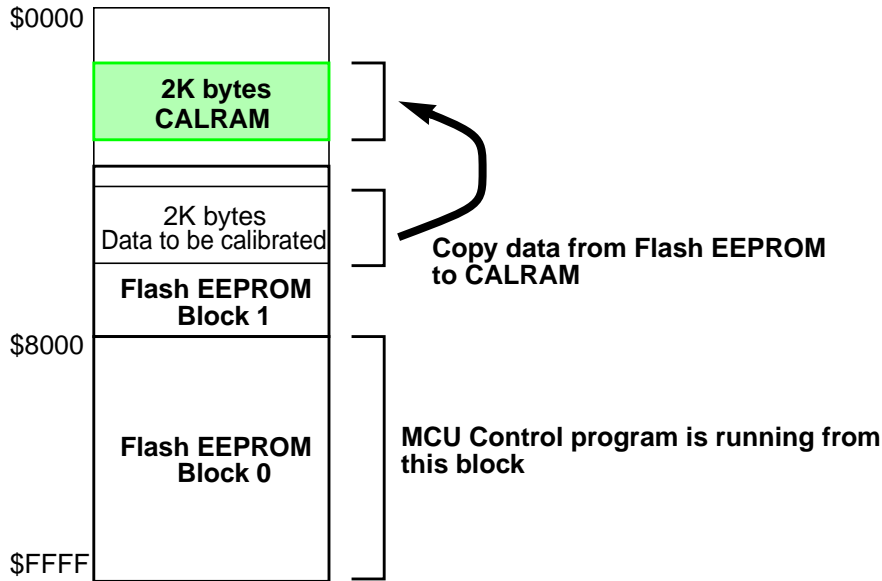 $0000
2K bytes
CALRAM
2K bytes
Data to be calibrated
Copy data from Flash EEPROM
to CALRAM
Flash EEPROM
Block 1
$8000
Flash EEPROM
Block 0
MCU Control program is running from
this block
$FFFF